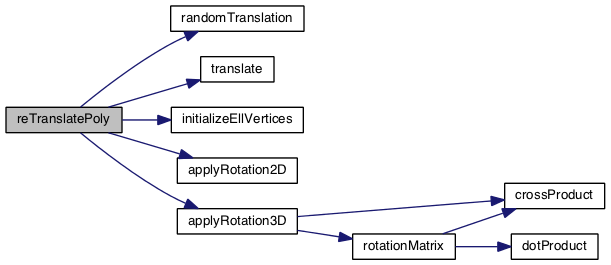 randomTranslation
translate
reTranslatePoly
initializeEllVertices
applyRotation2D
crossProduct
applyRotation3D
rotationMatrix
dotProduct